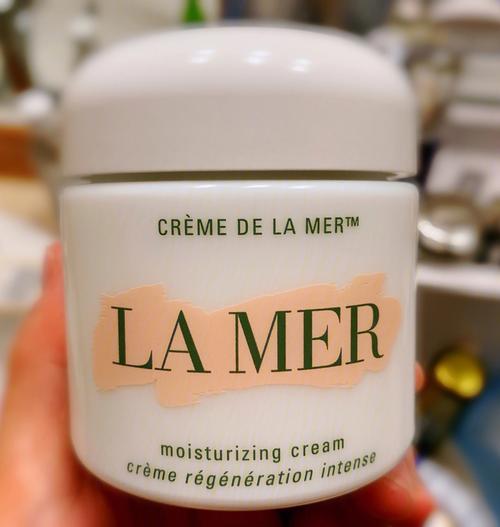 CRÈME DE LA MER™
LA MER
moisturizing cream
crème régénération intense